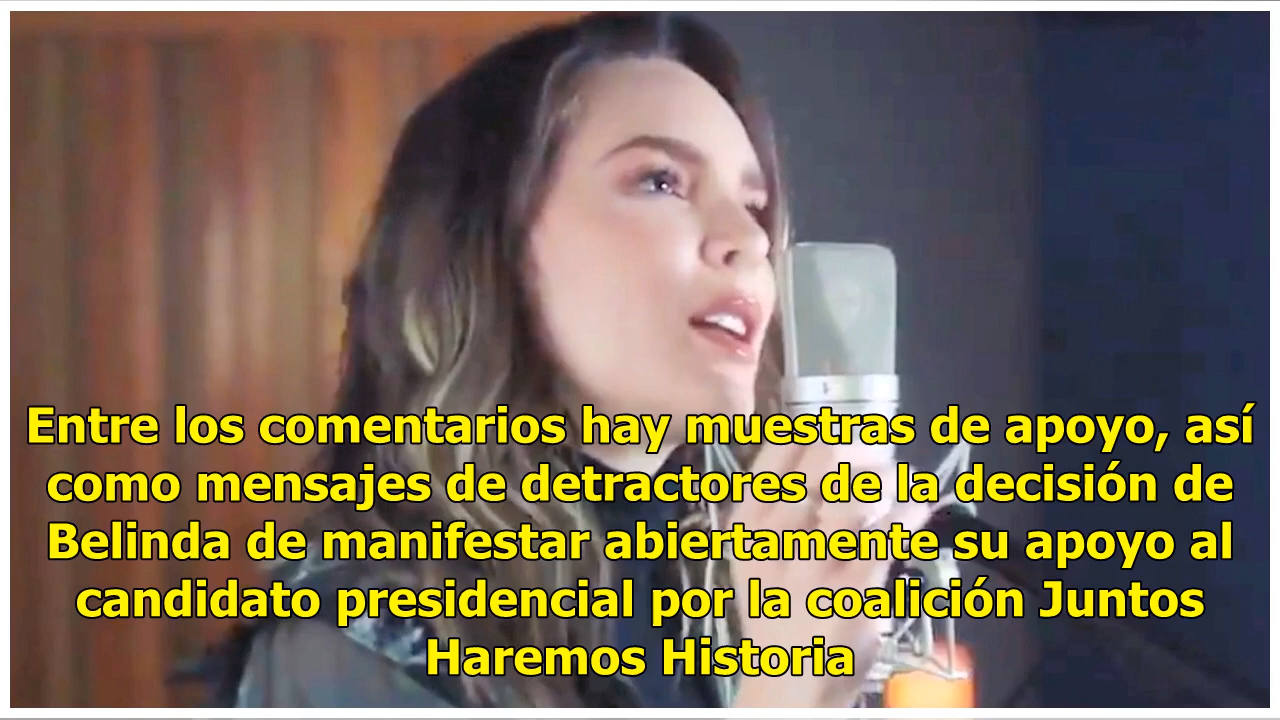 Entre los comentarios hay muestras de apoyo, así
como mensajes de detractores de la decisión de
Belinda de manifestar abiertamente su apoyo al
candidato presidencial por la coalición Juntos
Haremos Historia